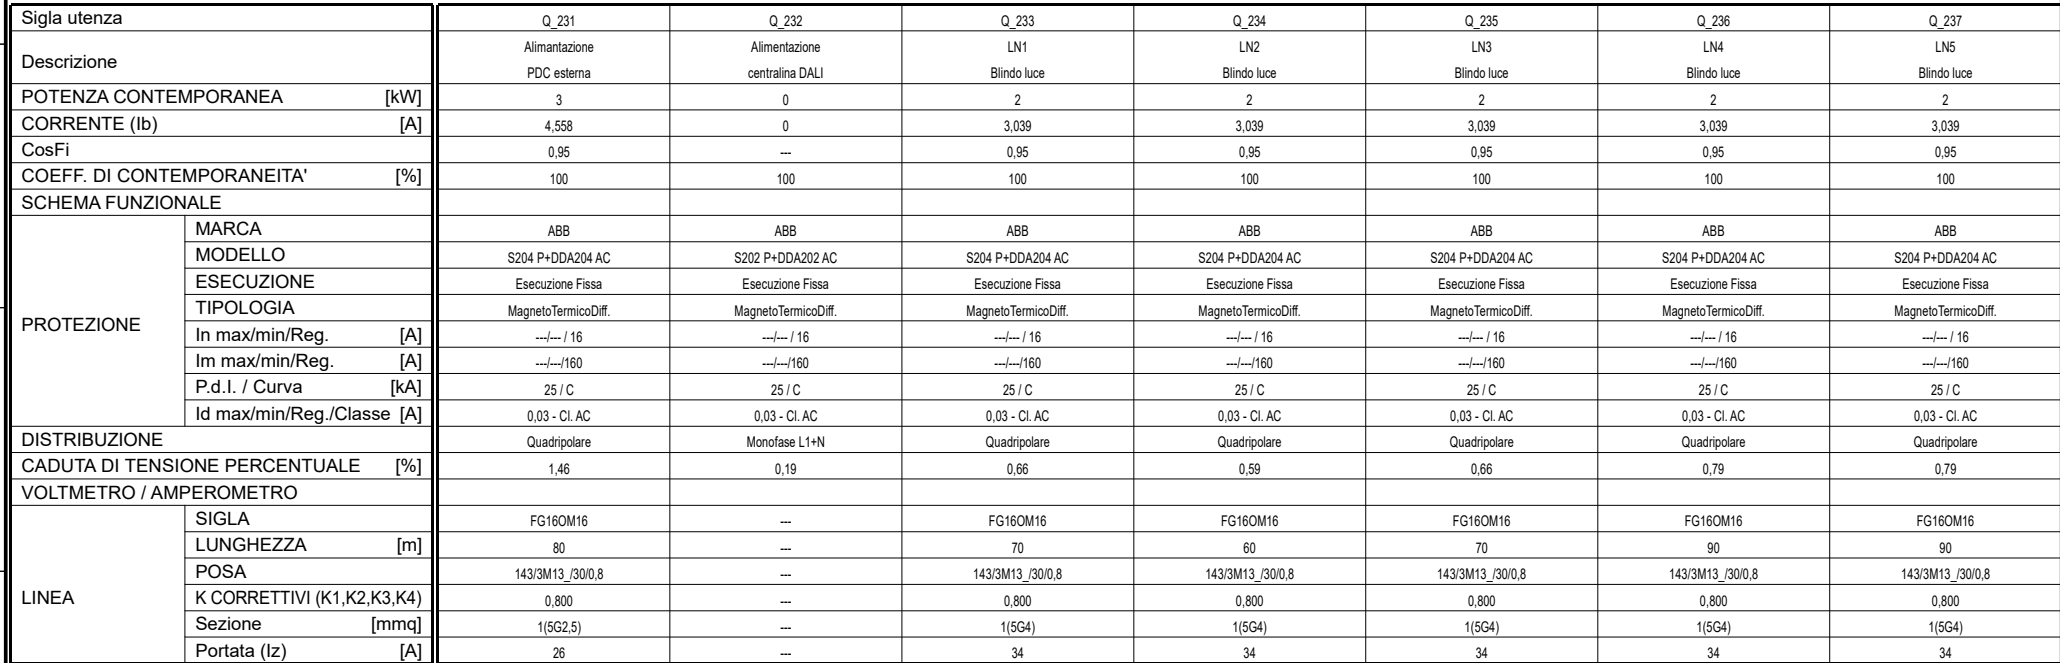 Sigla utenza Q_231 Q_232 Q_233 Q_234 Q_235 Q_236 Q_237
Alimantazione Alimentazione LN1 LN2 LN3 LN4 LN5
Descrizione
PDC esterna centralina DALI Blindo luce Blindo luce Blindo luce Blindo luce Blindo luce
POTENZA CONTEMPORANEA [kW] 3 0 2 2 2 2 2
CORRENTE (Ib) [A] 4,558 0 3,039 3,039 3,039 3,039 3,039
CosFi 0,95 --- 0,95 0,95 0,95 0,95 0,95
COEFF. DI CONTEMPORANEITA' [%] 100 100 100 100 100 100 100
SCHEMA FUNZIONALE
MARCA ABB ABB ABB ABB ABB ABB ABB
MODELLO S204 P+DDA204 AC S202 P+DDA202 AC S204 P+DDA204 AC S204 P+DDA204 AC S204 P+DDA204 AC S204 P+DDA204 AC S204 P+DDA204 AC
ESECUZIONE Esecuzione Fissa Esecuzione Fissa Esecuzione Fissa Esecuzione Fissa Esecuzione Fissa Esecuzione Fissa Esecuzione Fissa
TIPOLOGIA MagnetoTermicoDiff. MagnetoTermicoDiff. MagnetoTermicoDiff. MagnetoTermicoDiff. MagnetoTermicoDiff. MagnetoTermicoDiff. MagnetoTermicoDiff.
PROTEZIONE
In max/min/Reg. [A] ---/--- / 16 ---/--- / 16 ---/--- / 16 ---/--- / 16 ---/--- / 16 ---/--- / 16 ---/--- / 16
Im max/min/Reg. [A] ---/---/160 ---/---/160 ---/---/160 ---/---/160 ---/---/160 ---/---/160 ---/---/160
P.d.I. / Curva [kA] 25 / C 25 / C 25 / C 25 / C 25 / C 25 / C 25 / C
Id max/min/Reg./Classe [A] 0,03 - Cl. AC 0,03 - Cl. AC 0,03 - Cl. AC 0,03 - Cl. AC 0,03 - Cl. AC 0,03 - Cl. AC 0,03 - Cl. AC
DISTRIBUZIONE Quadripolare Monofase L1+N Quadripolare Quadripolare Quadripolare Quadripolare Quadripolare
CADUTA DI TENSIONE PERCENTUALE [%] 1,46 0,19 0,66 0,59 0,66 0,79 0,79
VOLTMETRO / AMPEROMETRO
SIGLA FG16OM16 --- FG16OM16 FG16OM16 FG16OM16 FG16OM16 FG16OM16
LUNGHEZZA [m] 80 --- 70 60 70 90 90
POSA 143/3M13_/30/0,8 --- 143/3M13_/30/0,8 143/3M13_/30/0,8 143/3M13_/30/0,8 143/3M13_/30/0,8 143/3M13_/30/0,8
LINEA K CORRETTIVI (K1,K2,K3,K4) 0,800 --- 0,800 0,800 0,800 0,800 0,800
Sezione [mmq] 1(5G2,5) --- 1(5G4) 1(5G4) 1(5G4) 1(5G4) 1(5G4)
Portata (Iz) [A] 26 --- 34 34 34 34 34